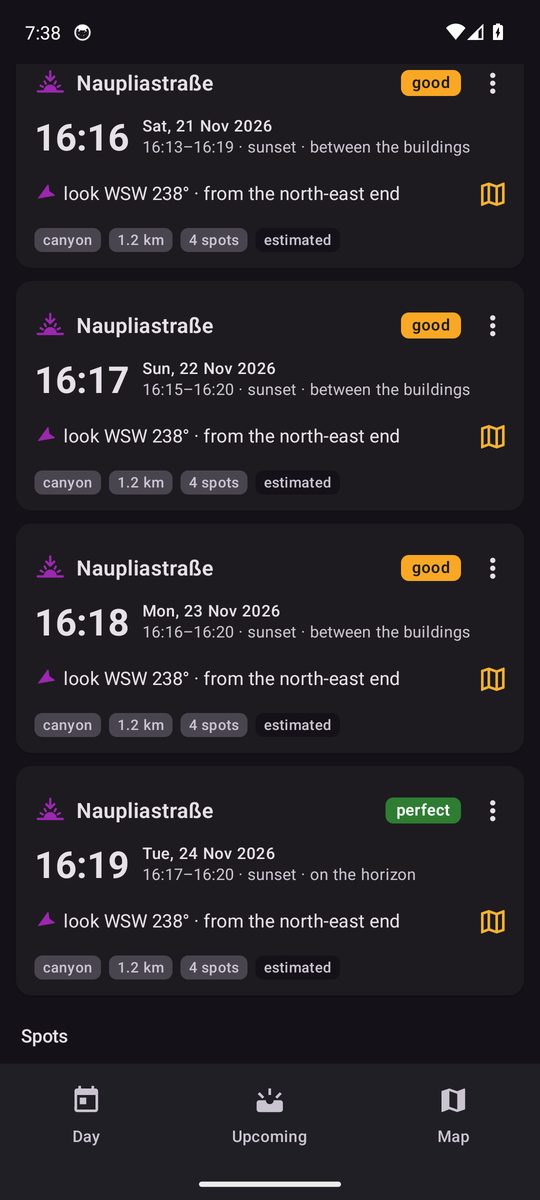 7:38
Naupliastraße
good
16:16
Sat, 21 Nov 2026
16:13–16:19 · sunset · between the buildings
look WSW 238° · from the north-east end
canyon
1.2 km
4 spots
estimated
Naupliastraße
good
16:17
Sun, 22 Nov 2026
16:15–16:20 · sunset · between the buildings
look WSW 238° · from the north-east end
canyon
1.2 km
4 spots
estimated
Naupliastraße
good
16:18
Mon, 23 Nov 2026
16:16–16:20 · sunset · between the buildings
look WSW 238° · from the north-east end
canyon
1.2 km
4 spots
estimated
Naupliastraße
perfect
16:19
Tue, 24 Nov 2026
16:17–16:20 · sunset · on the horizon
look WSW 238° · from the north-east end
canyon
1.2 km
4 spots
estimated
Spots
Day
Upcoming
Map